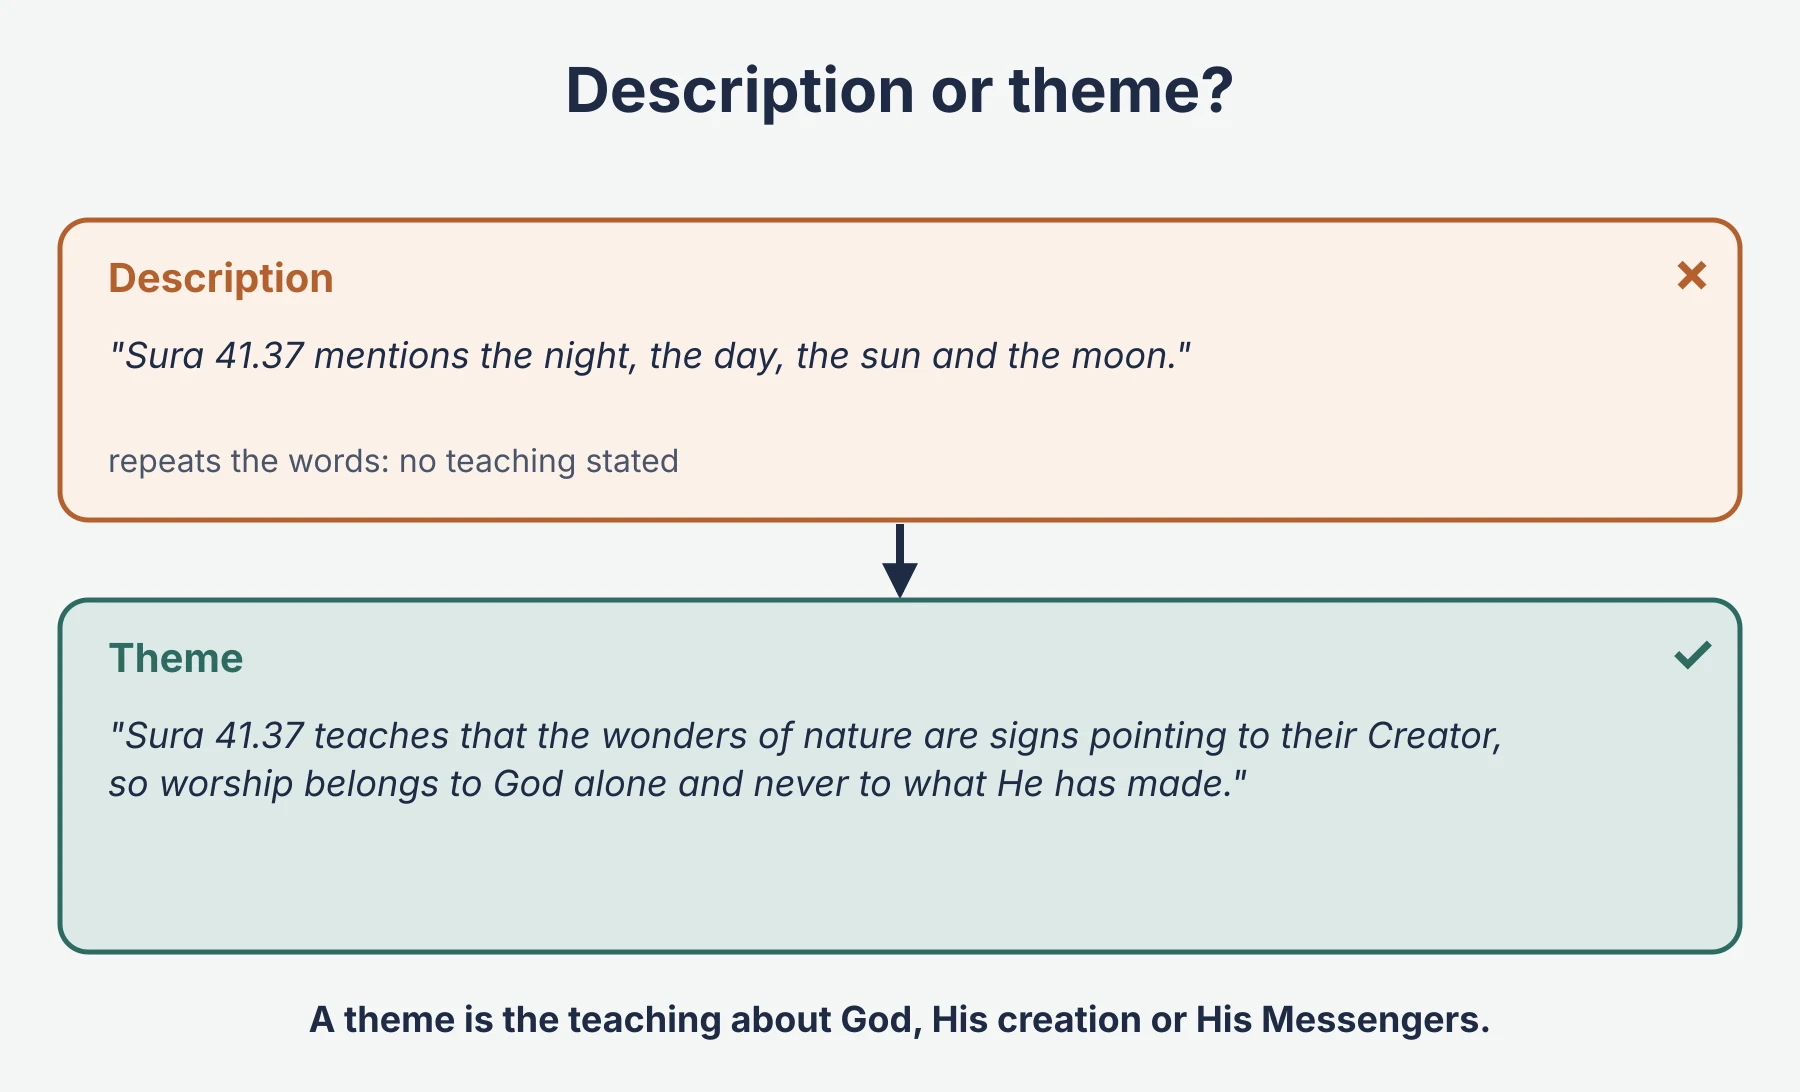 Description or theme?
Description
"Sura 41.37 mentions the night, the day, the sun and the moon."
repeats the words: no teaching stated
Theme
"Sura 41.37 teaches that the wonders of nature are signs pointing to their Creator,
so worship belongs to God alone and never to what He has made."
A theme is the teaching about God, His creation or His Messengers.